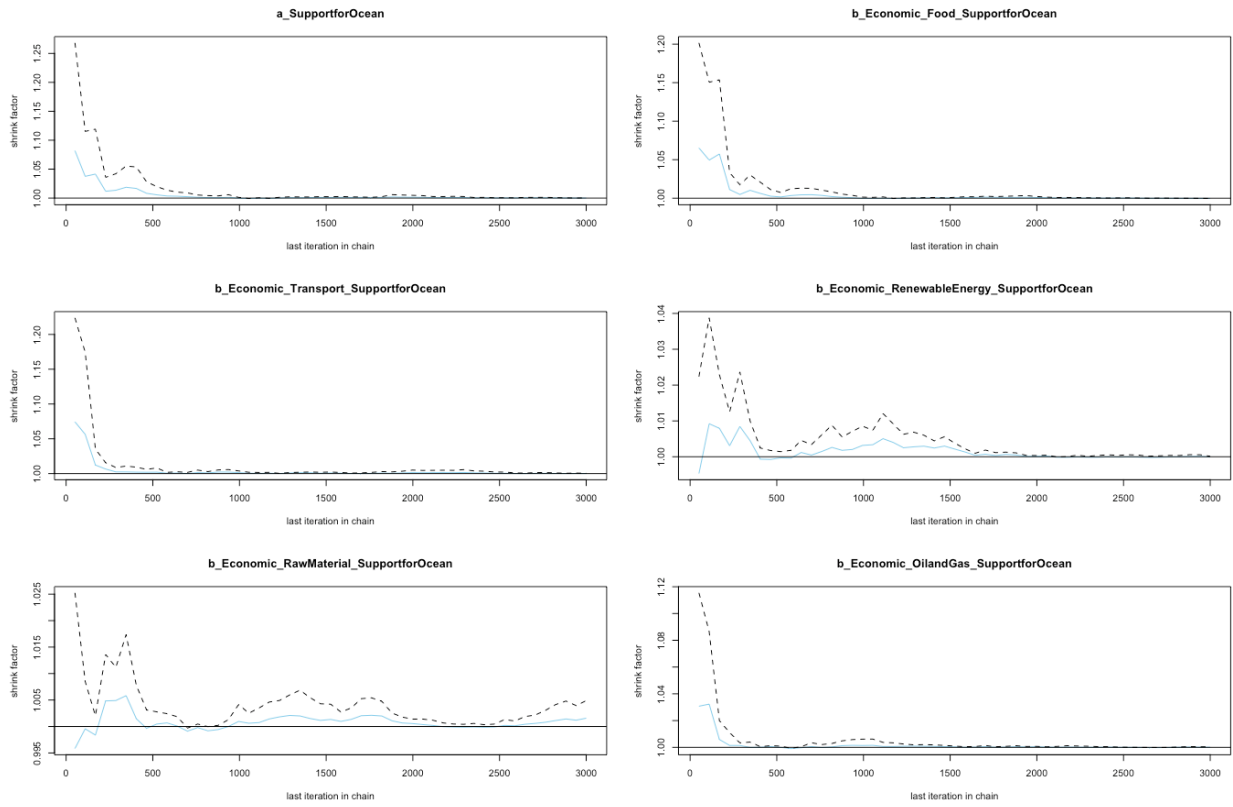 a_SupportforOcean
shrink factor
1.00 1.05 1.10 1.15 1.20 1.25
0 500 1000 1500 2000 2500 3000
last iteration in chain
b_Economic_Food_SupportforOcean
shrink factor
1.00 1.05 1.10 1.15 1.20
0 500 1000 1500 2000 2500 3000
last iteration in chain
b_Economic_Transport_SupportforOcean
shrink factor
1.00 1.05 1.10 1.15 1.20
0 500 1000 1500 2000 2500 3000
last iteration in chain
b_Economic_RenewableEnergy_SupportforOcean
shrink factor
1.00 1.01 1.02 1.03 1.04
0 500 1000 1500 2000 2500 3000
last iteration in chain
b_Economic_RawMaterial_SupportforOcean
shrink factor
0.995 1.005 1.015 1.025
0 500 1000 1500 2000 2500 3000
last iteration in chain
b_Economic_OilandGas_SupportforOcean
shrink factor
1.00 1.04 1.08 1.12
0 500 1000 1500 2000 2500 3000
last iteration in chain